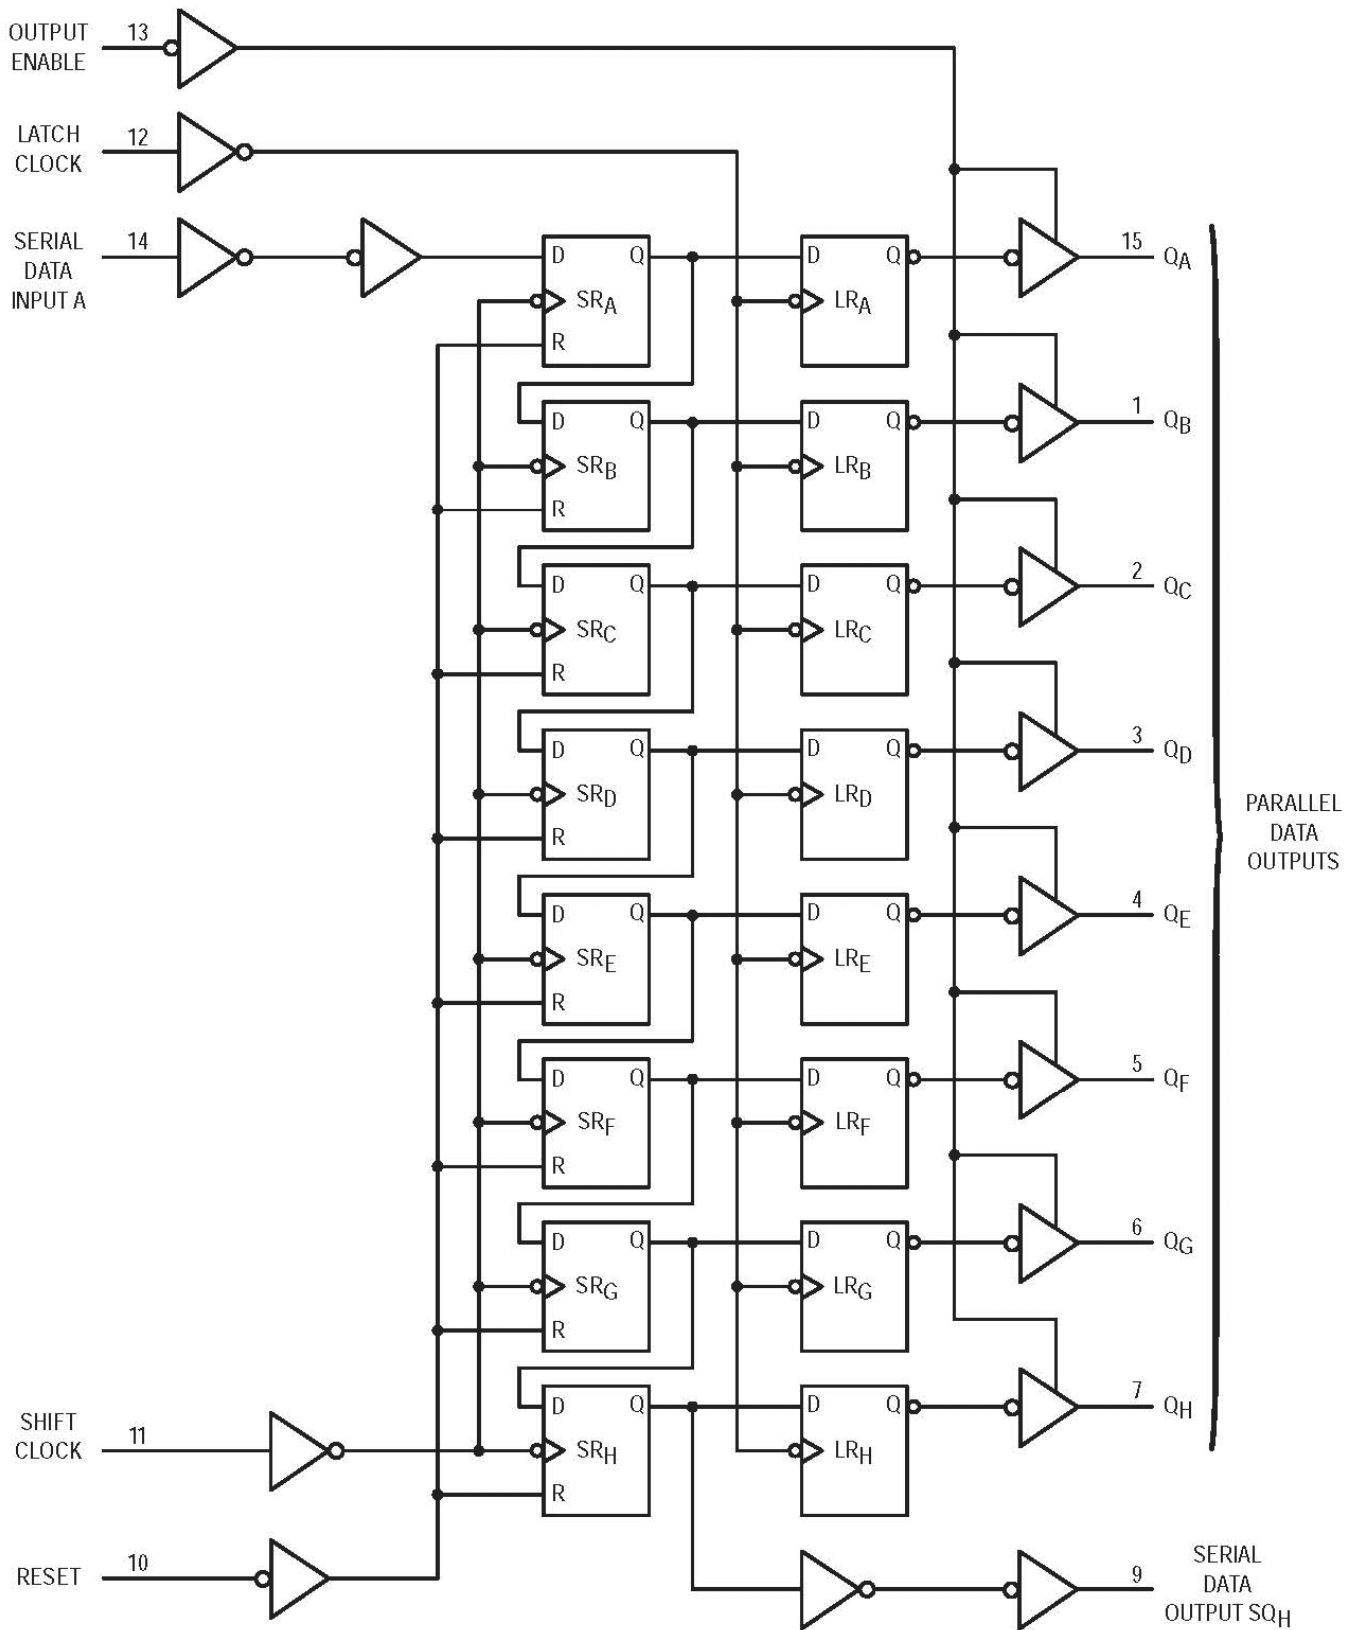 OUTPUT
ENABLE
13
LATCH
CLOCK
12
SERIAL
DATA
INPUT A
14
D Q
SRA
R
D Q
LRA
15 QA
D Q
SRB
R
D Q
LRB
1 QB
D Q
SRC
R
D Q
LRC
2 QC
D Q
SRD
R
D Q
LRD
3 QD
PARALLEL
DATA
OUTPUTS
D Q
SRE
R
D Q
LRE
4 QE
D Q
SRF
R
D Q
LRF
5 QF
D Q
SRG
R
D Q
LRG
6 QG
D Q
SRH
R
D Q
LRH
7 QH
SHIFT
CLOCK
11
RESET
10
9
SERIAL
DATA
OUTPUT SQH